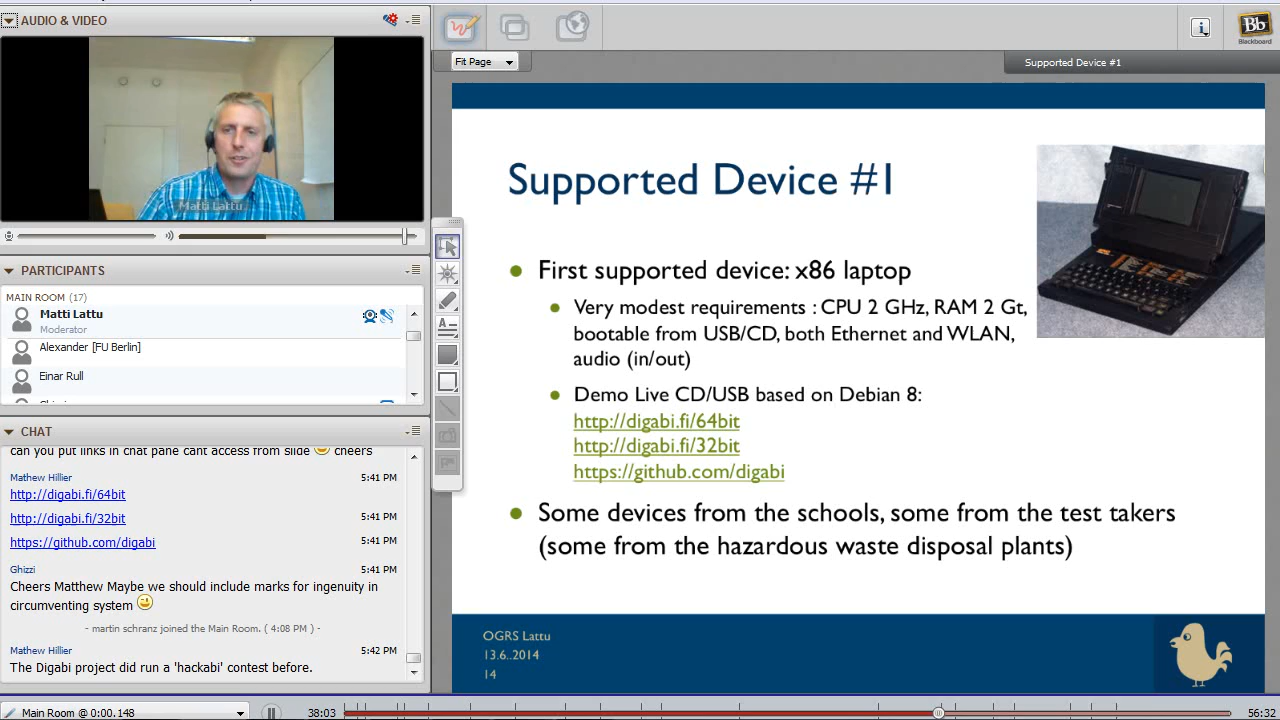 AUDIO & VIDEO
Matti Lattu
PARTICIPANTS
MAIN ROOM (17)
Matti Lattu
Moderator
Alexander [FU Berlin]
Einar Rull
CHAT
can you put links in chat pane cant access from slide cheers
Mathew Hillier 5:41 PM
http://digabi.fi/64bit 5:41 PM
http://digabi.fi/32bit 5:41 PM
https://github.com/digabi 5:41 PM
Ghizzi 5:41 PM
Cheers Matthew Maybe we should include marks for ingenuity in
circumventing system
- martin schranz joined the Main Room. ( 4:08 PM ) -
Mathew Hillier 5:42 PM
The Digabi project did run a 'hackabi' contest before.
Main Room @ 0:00.148
38:03
56:32
Fit Page
i
Bb
Blackboard
Supported Device #1
Supported Device #1
First supported device: x86 laptop
Very modest requirements : CPU 2 GHz, RAM 2 Gt,
bootable from USB/CD, both Ethernet and WLAN,
audio (in/out)
Demo Live CD/USB based on Debian 8:
http://digabi.fi/64bit
http://digabi.fi/32bit
https://github.com/digabi
Some devices from the schools, some from the test takers
(some from the hazardous waste disposal plants)
OGRS Lattu
13.6..2014
14